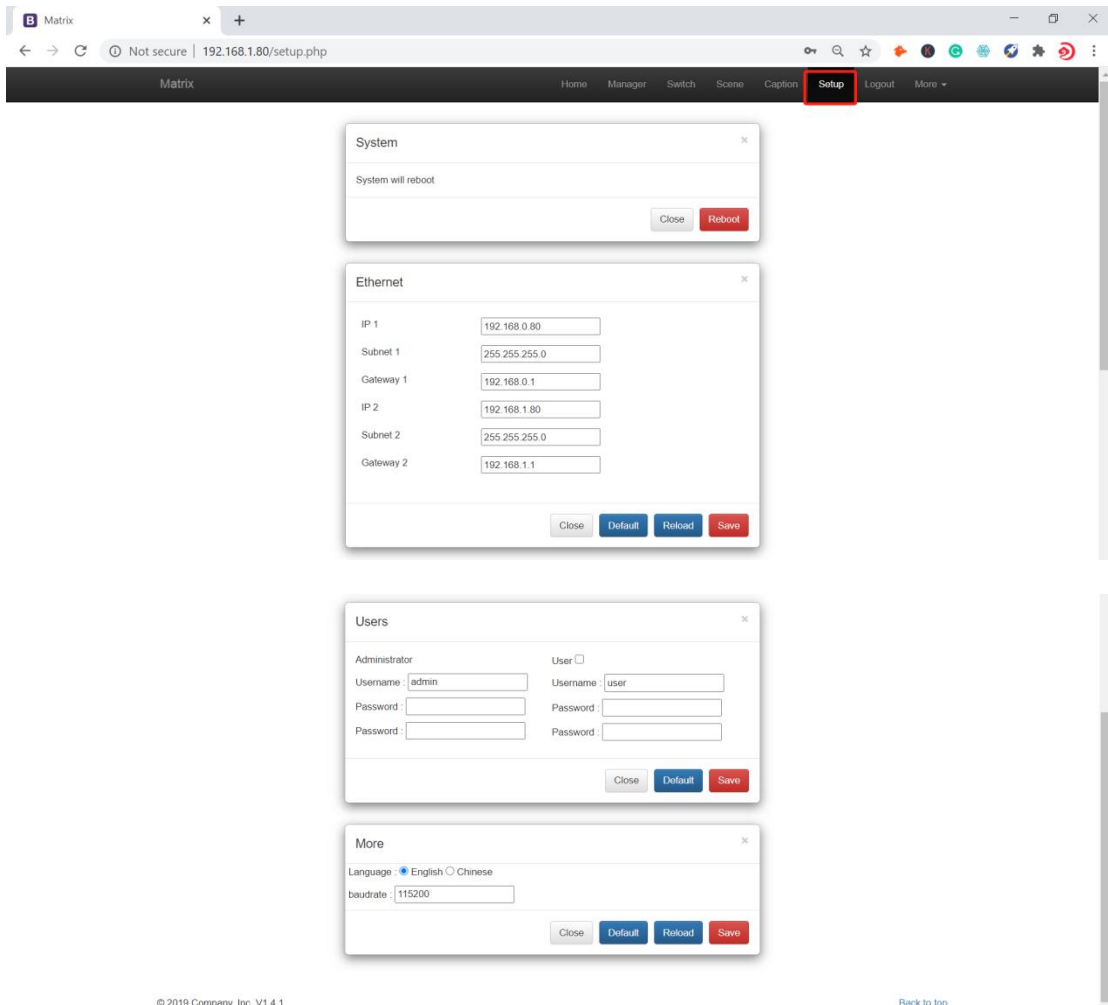 Matrix
Not secure | 192.168.1.80/setup.php
Matrix Home Manager Switch Scene Caption Setup Logout More
System ×
System will reboot
Close Reboot
Ethernet ×
IP 1 192.168.0.80
Subnet 1 255.255.255.0
Gateway 1 192.168.0.1
IP 2 192.168.1.80
Subnet 2 255.255.255.0
Gateway 2 192.168.1.1
Close Default Reload Save
Users ×
Administrator User
Username : admin Username : user
Password : Password :
Password : Password :
Close Default Save
More ×
Language : English Chinese
baudrate : 115200
Close Default Reload Save
© 2019 Company, Inc. V1.4.1 Back to top